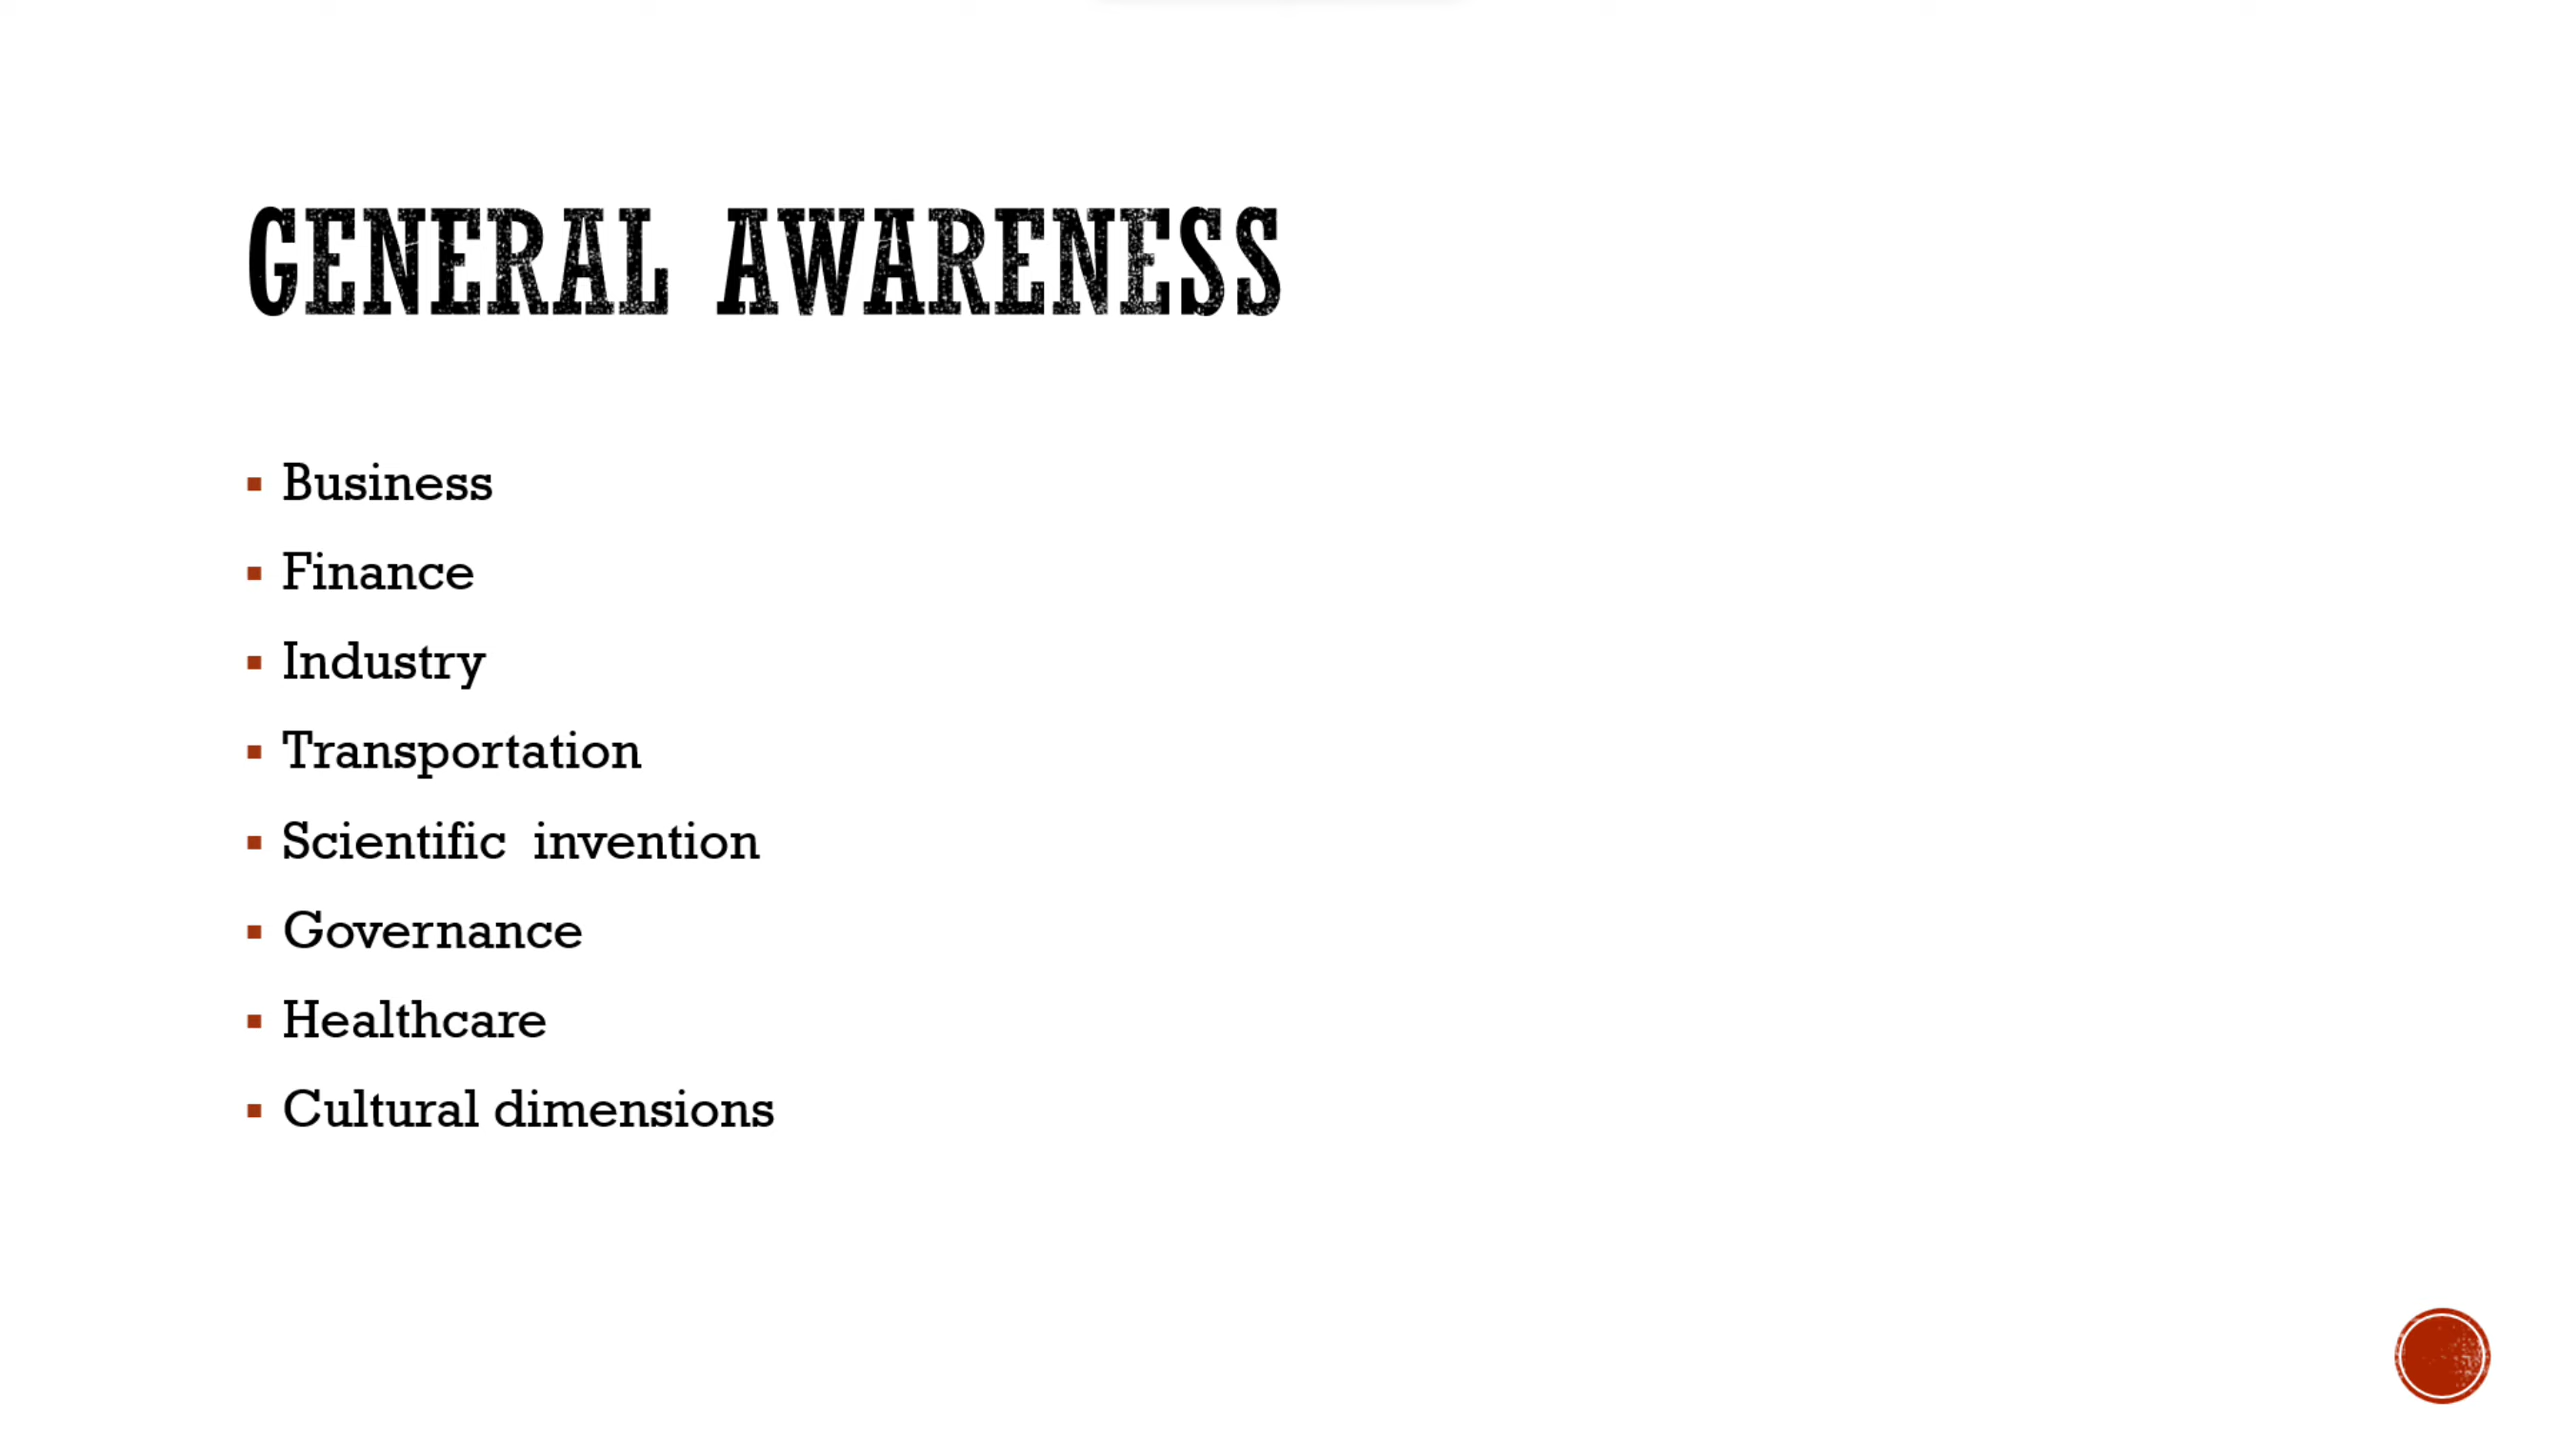 GENERAL AWARENESS
▪ Business
▪ Finance
▪ Industry
▪ Transportation
▪ Scientific  invention
▪ Governance
▪ Healthcare
▪ Cultural dimensions